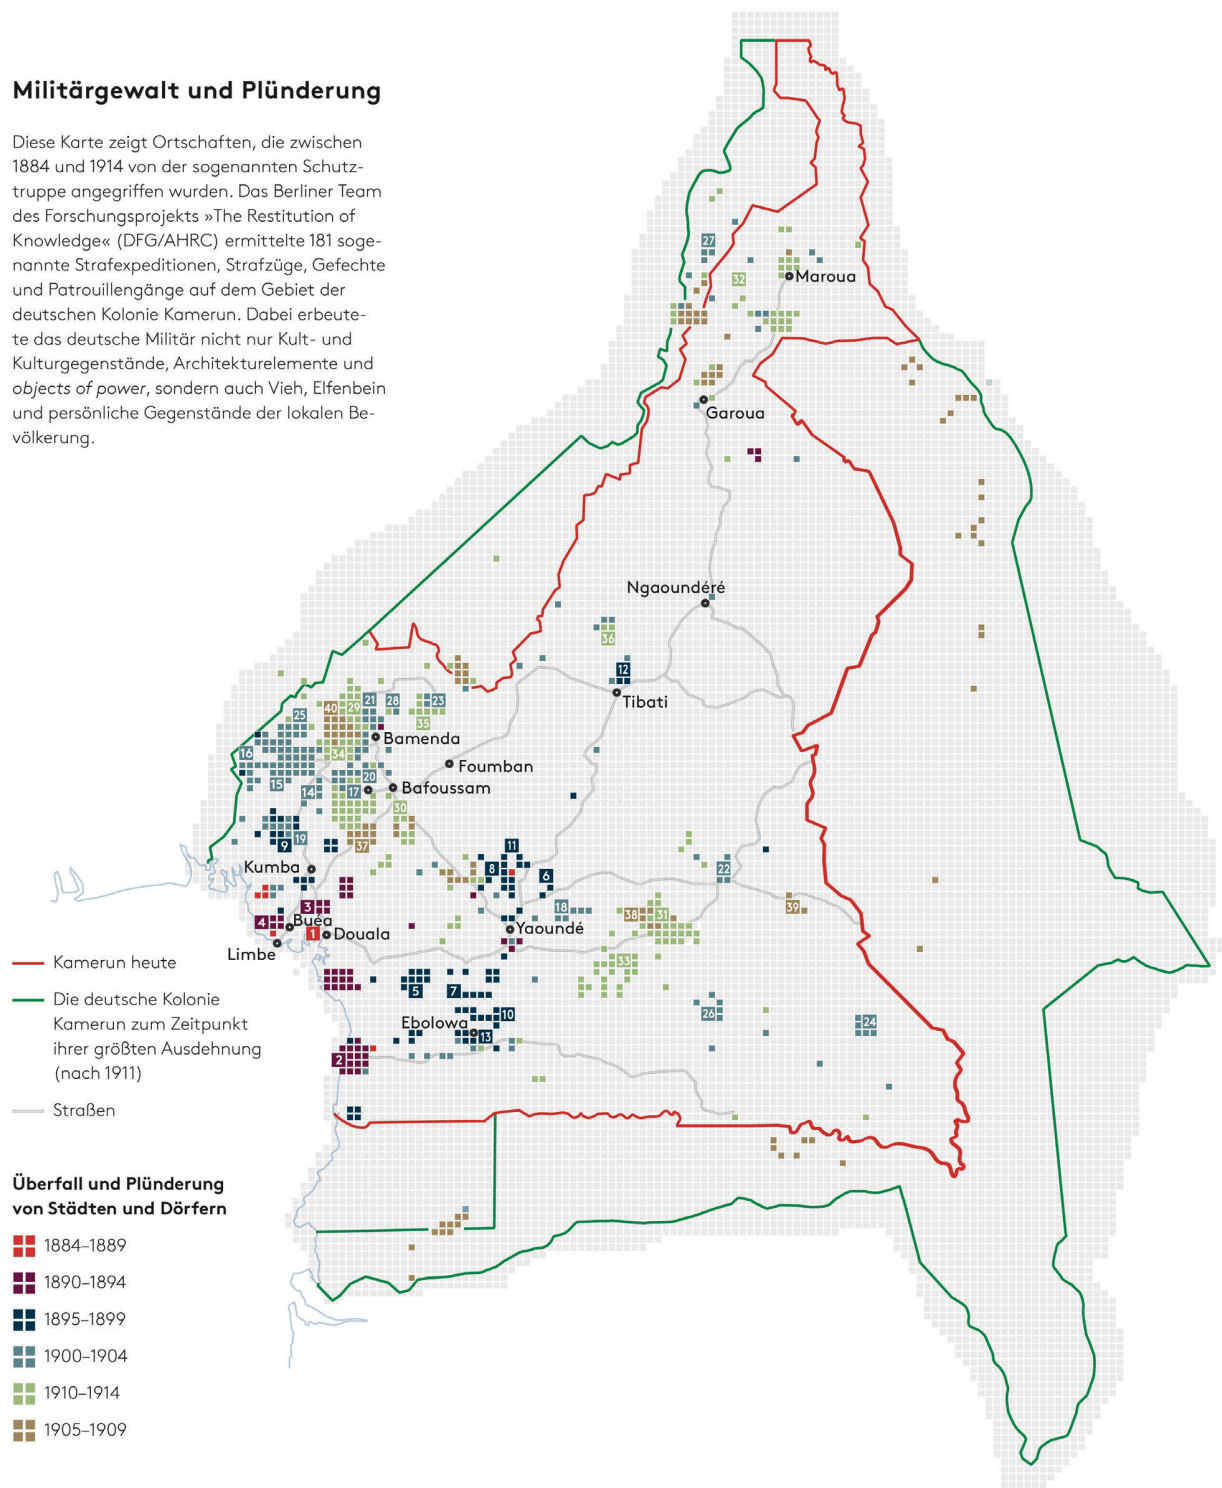 Militärgewalt und Plünderung
Diese Karte zeigt Ortschaften, die zwischen
1884 und 1914 von der sogenannten Schutz-
truppe angegriffen wurden. Das Berliner Team
des Forschungsprojekts »The Restitution of
Knowledge« (DFG/AHRC) ermittelte 181 soge-
nannte Strafexpeditionen, Strafzüge, Gefechte
und Patrouillengänge auf dem Gebiet der
deutschen Kolonie Kamerun. Dabei erbeute-
te das deutsche Militär nicht nur Kult- und
Kulturgegenstände, Architekturelemente und
objects of power, sondern auch Vieh, Elfenbein
und persönliche Gegenstände der lokalen Be-
völkerung.
27
32
Maroua
Garoua
Ngaoundéré
36
12
Tibati
21
28
23
40
29
25
35
Bamenda
16
34
Foumban
20
15
14
17
Bafoussam
30
9
19
37
11
Kumba
8
6
22
3
18
39
4
Buéa
38
31
1
Douala
Yaoundé
Limbe
33
5
7
10
26
24
Ebolowa
13
2
Kamerun heute
Die deutsche Kolonie
Kamerun zum Zeitpunkt
ihrer größten Ausdehnung
(nach 1911)
Straßen
Überfall und Plünderung
von Städten und Dörfern
1884–1889
1890–1894
1895–1899
1900–1904
1910–1914
1905–1909